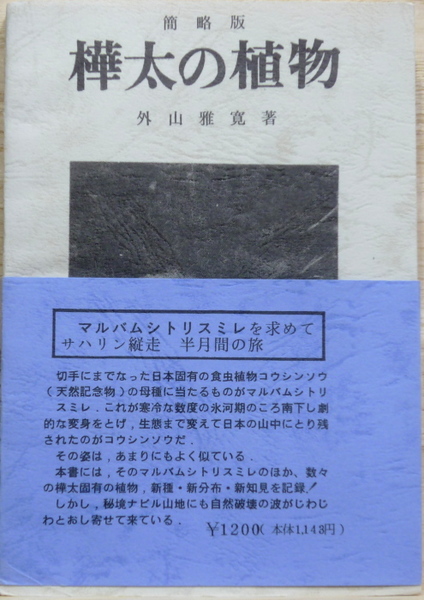 簡略版
樺太の植物
外山雅寛著
マルバムシトリスミレを求めて
サハリン縦走 半月間の旅
切手にまでなった日本固有の食虫植物コウシンソウ
(天然記念物)の母種に当たるものがマルバムシトリ
スミレ．これが寒冷な数度の氷河期のころ南下し劇
的な変身をとげ，生態まで変えて日本の山中にとり残
されたのがコウシンソウだ．
その姿は，あまりにもよく似ている．
本書には，そのマルバムシトリスミレのほか、数々
の樺太固有の植物，新種・新分布・新知見を記録！
しかし，秘境ナビル山地にも自然破壊の波がじわじ
わとおし寄せて来ている．
¥1200(本体1,143円)